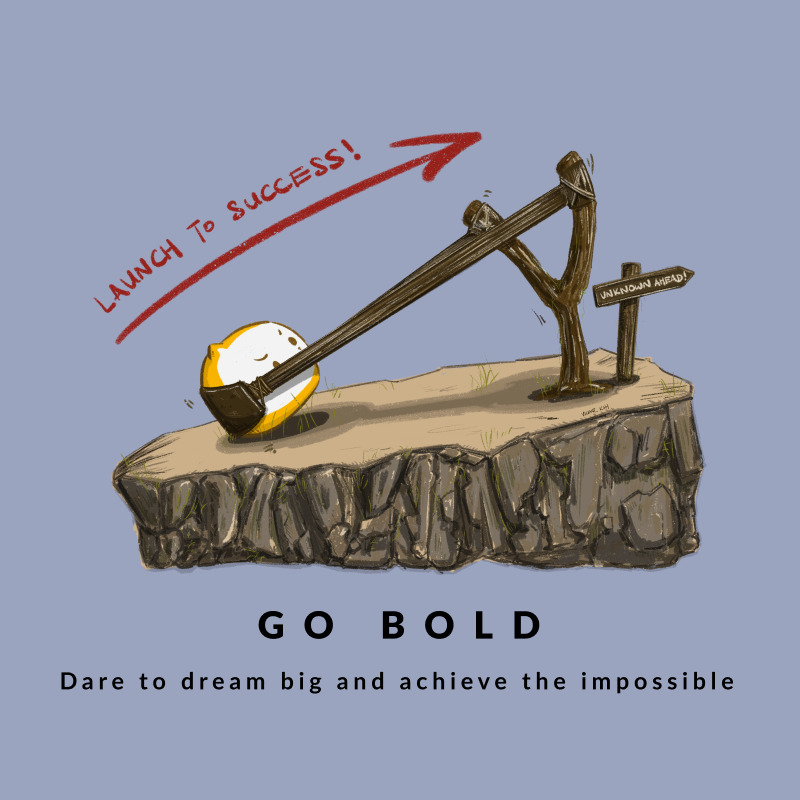 LAUNCH To SUCCESS!
UNKNOWN AHEAD!
GO BOLD
Dare to dream big and achieve the impossible